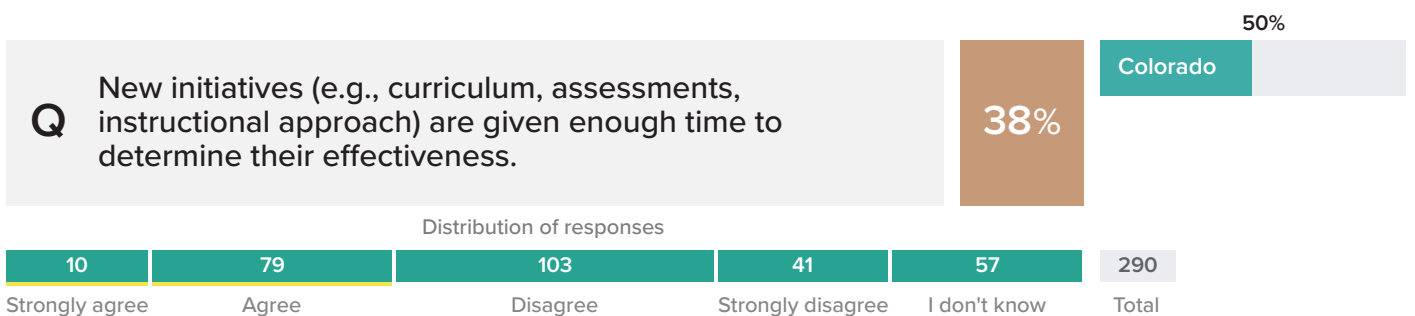 50%
Q
New initiatives (e.g., curriculum, assessments,
instructional approach) are given enough time to
determine their effectiveness.
38%
Colorado
Distribution of responses
10 79 103 41 57 290
Strongly agree Agree Disagree Strongly disagree I don't know Total